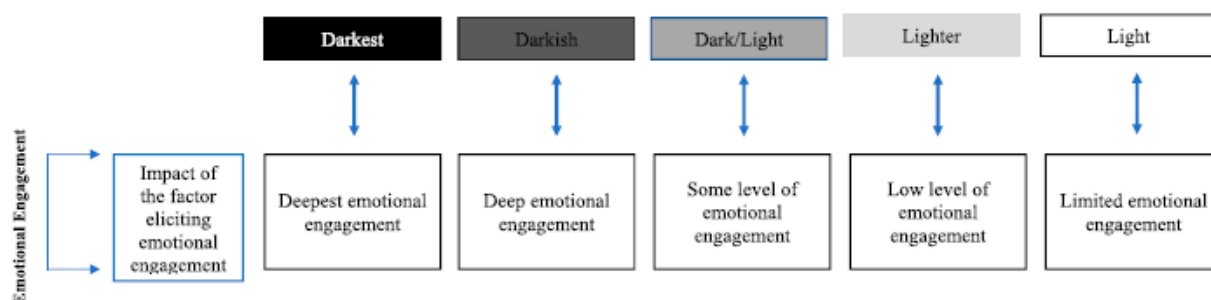 Darkest
Darkish
Dark/Light
Lighter
Light
Emotional Engagement
Impact of
the factor
eliciting
emotional
engagement
Deepest emotional
engagement
Deep emotional
engagement
Some level of
emotional
engagement
Low level of
emotional
engagement
Limited emotional
engagement